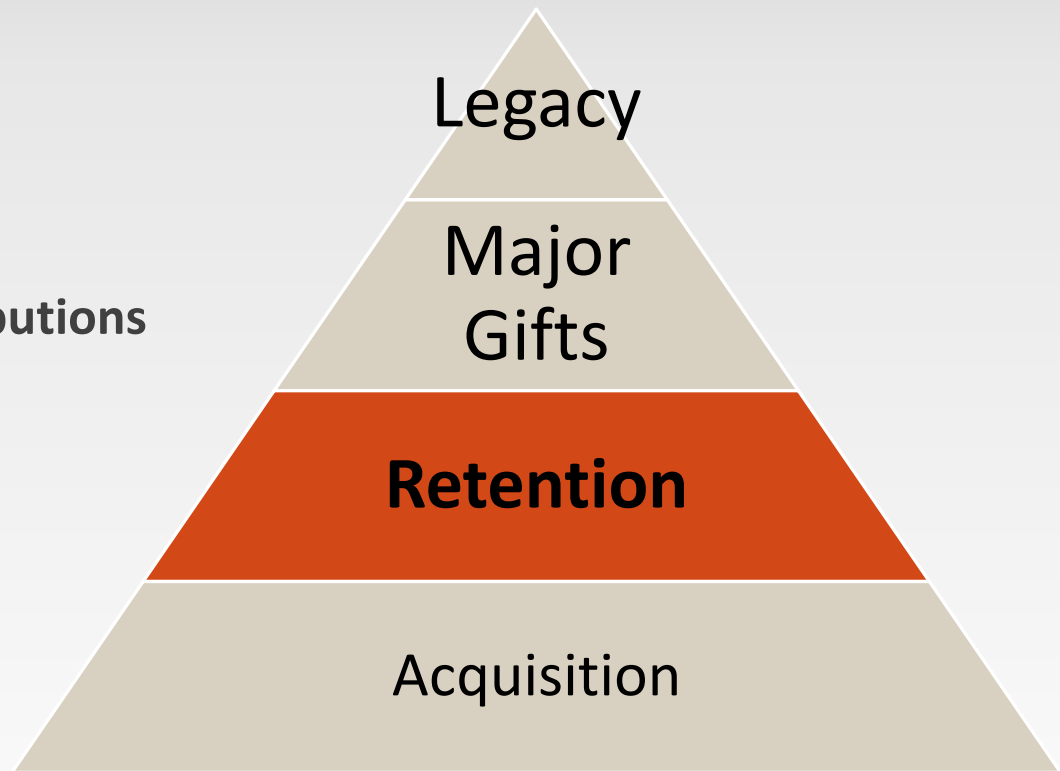 Legacy
Major
Gifts
butions
Retention
Acquisition